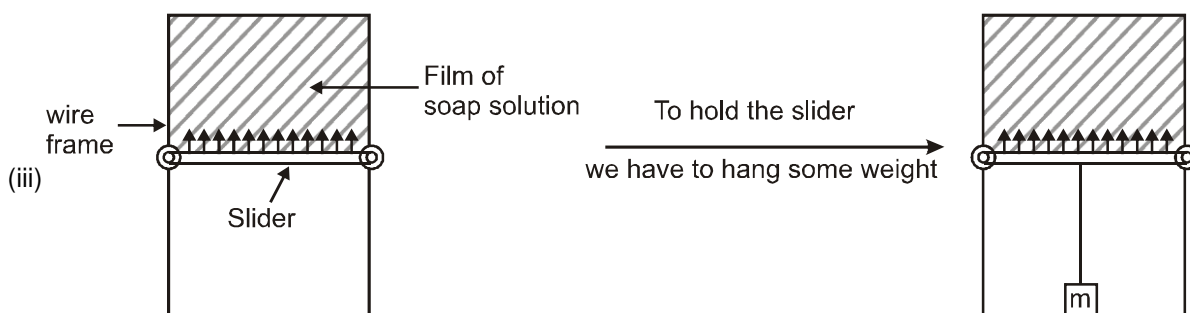 Film of
soap solution
wire
frame
To hold the slider
we have to hang some weight
(iii)
Slider
m